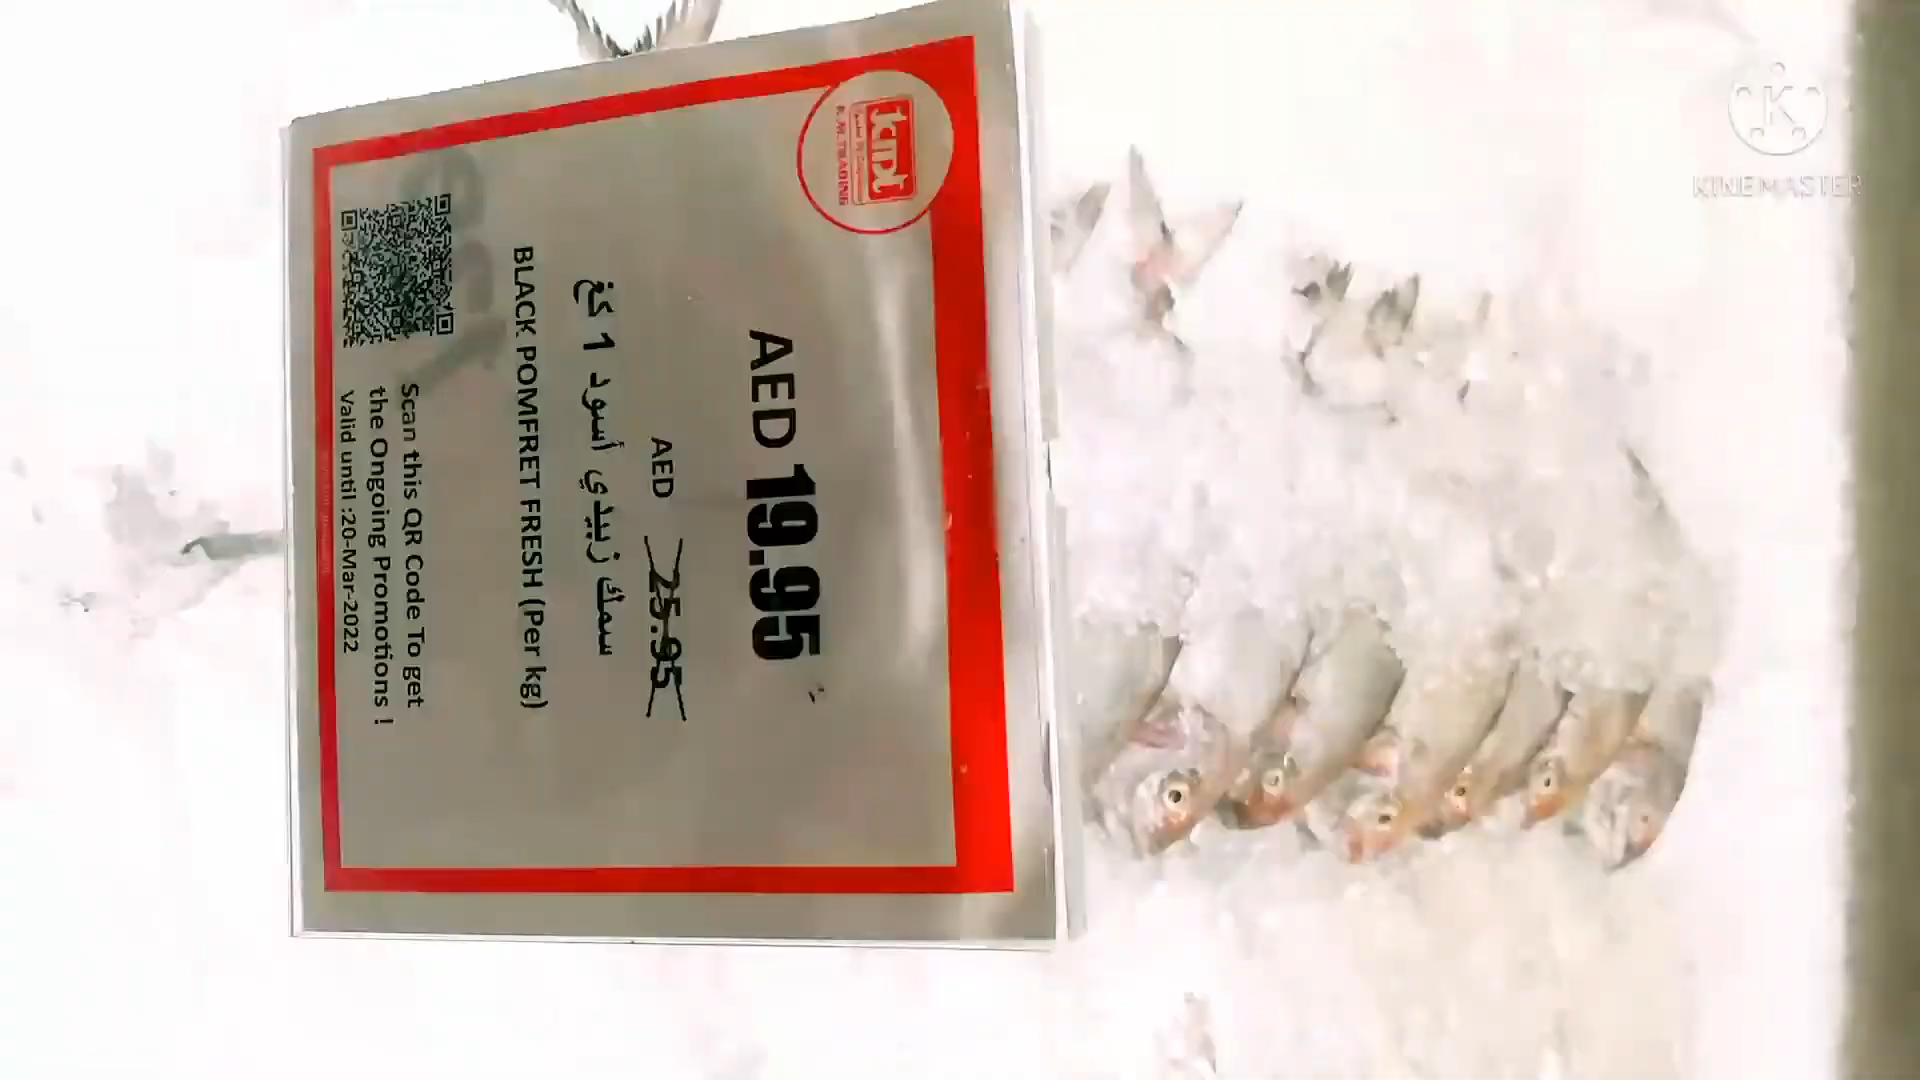 kmt
K.M.TRADING
AED 19.95
AED 25.95
سمك زبيدي أسود 1 كغ
BLACK POMFRET FRESH (Per kg)
Scan this QR Code To get
the Ongoing Promotions !
Valid until :20-Mar-2022
KINEMASTER